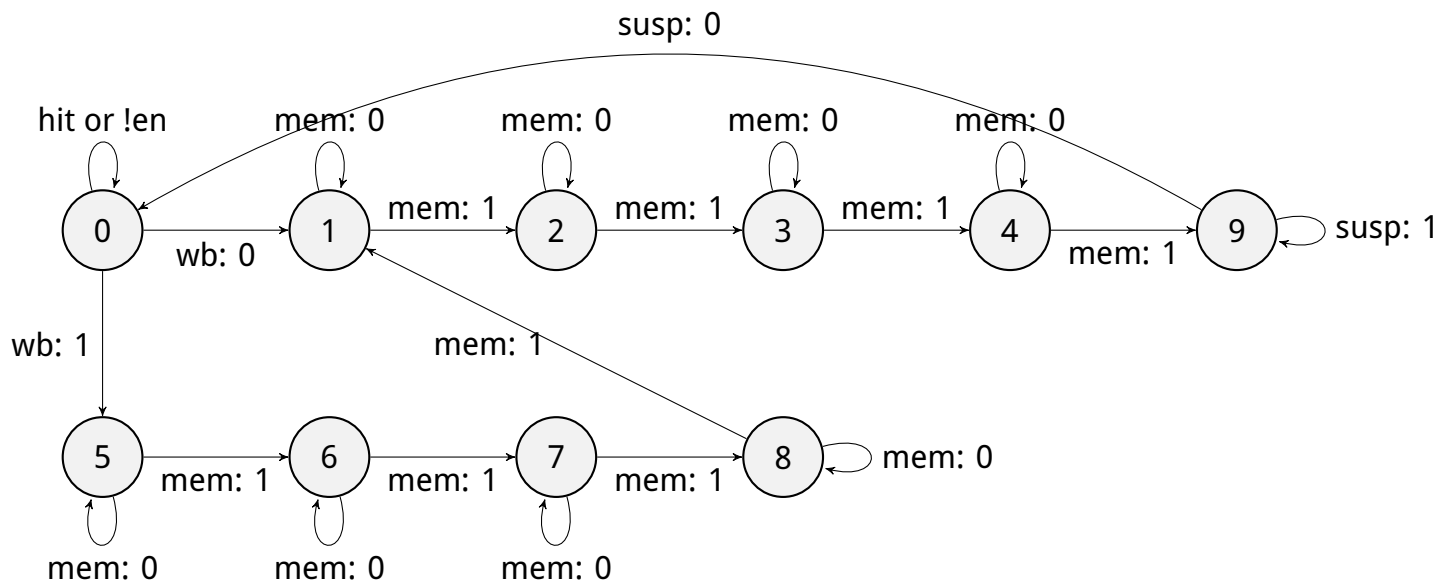 susp: 0
hit or !en
mem: 0
mem: 0
mem: 0
mem: 0
0
1
2
3
4
9
wb: 0
mem: 1
mem: 1
mem: 1
mem: 1
susp: 1
wb: 1
mem: 1
5
6
7
8
mem: 1
mem: 1
mem: 1
mem: 0
mem: 0
mem: 0
mem: 0